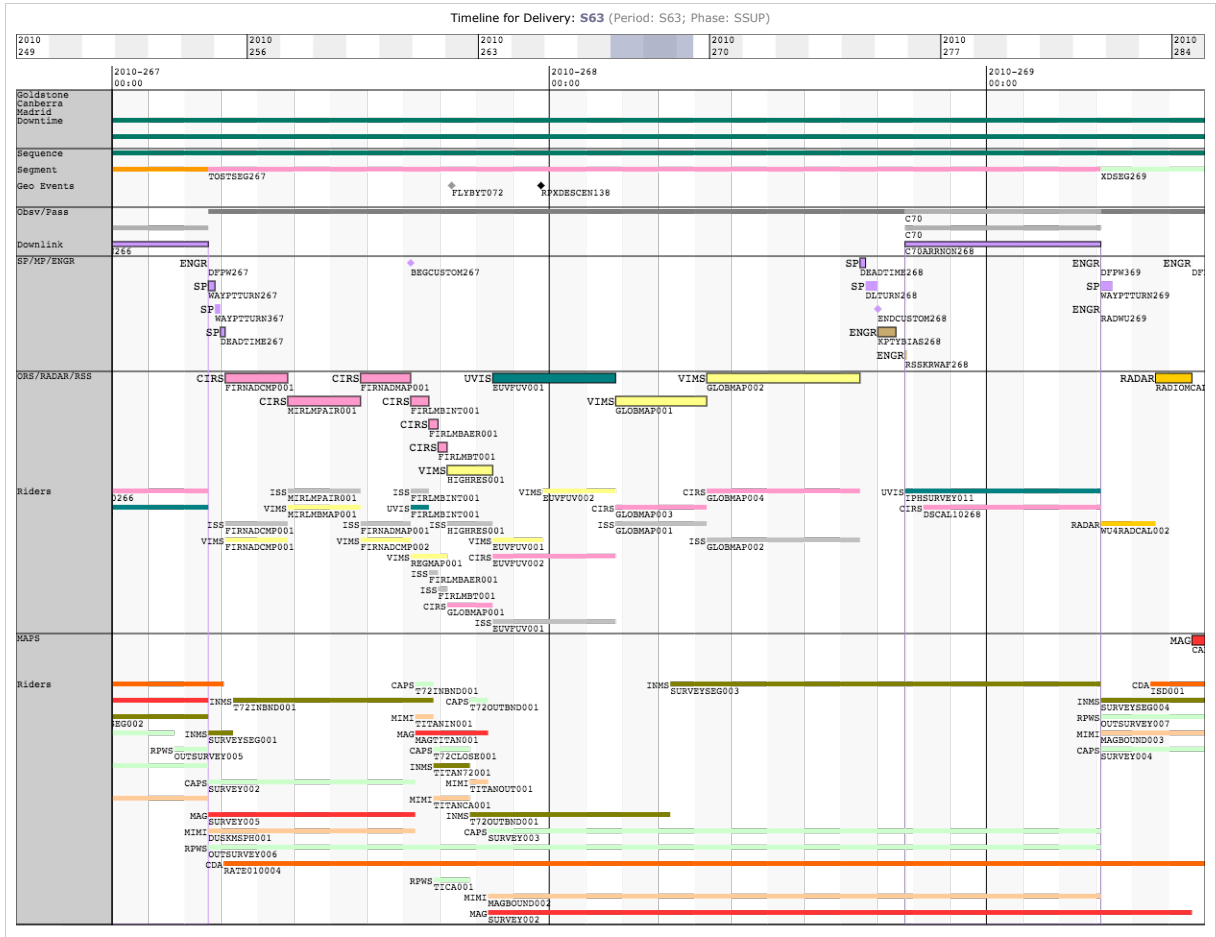 Timeline for Delivery: S63 (Period: S63; Phase: SSUP)
2010 2010 2010 2010 2010 2010
249 256 263 270 277 284
2010-267 2010-268 2010-269
00:00 00:00 00:00
Goldstone
Canberra
Madrid
Downtime
Sequence
Segment
TOSTSEG267 XDSEG269
Geo Events
FLYBYT072 RPXDESCEN138
Obsv/Pass
C70
C70
Downlink
266 C70ARRNON268
SP/MP/ENGR ENGR SP ENGR ENGR
DFPW267 BEGCUSTOM267 DEADTIME268 DFPW369 DF
SP SP SP
WAYPTTURN267 DLTURN268 WAYPTTURN269
SP ENGR
WAYPTTURN367 ENDCUSTOM268 RADWU269
SP ENGR
DEADTIME267 KPTYBIAS268
ENGR
RSSKRWAF268
ORS/RADAR/RSS CIRS CIRS UVIS VIMS RADAR
FIRNADCMP001 FIRNADMAP001 EUVFUV001 GLOBMAP002 RADIOMCA
CIRS CIRS VIMS
MIRLMPAIR001 FIRLMBINT001 GLOBMAP001
CIRS
FIRLMBAER001
CIRS
FIRLMBT001
VIMS
HIGHRES001
Riders ISS ISS VIMS CIRS UVIS
266 MIRLMPAIR001 FIRLMBINT001 EUVFUV002 GLOBMAP004 IPHSURVEY011
VIMS UVIS CIRS CIRS
MIRLMBMAP001 FIRLMBINT001 GLOBMAP003 DSCAL10268
ISS ISS ISS ISS RADAR
FIRNADCMP001 FIRNADMAP001 HIGHRES001 GLOBMAP001 WU4RADCAL002
VIMS VIMS VIMS ISS
FIRNADCMP001 FIRNADCMP002 EUVFUV001 GLOBMAP002
VIMS CIRS
REGMAP001 EUVFUV002
ISS
FIRLMBAER001
ISS
FIRLMBT001
CIRS
GLOBMAP001
ISS
EUVFUV001
MAPS MAG
CA
Riders CAPS INMS CDA
T72INBND001 SURVEYSEG003 ISD001
INMS CAPS INMS
T72INBND001 T72OUTBND001 SURVEYSEG004
MIMI RPWS
SEG002 TITANIN001 OUTSURVEY007
INMS MAG MIMI
SURVEYSEG001 MAGTITAN001 MAGBOUND003
RPWS CAPS CAPS
OUTSURVEY005 T72CLOSE001 SURVEY004
INMS
TITAN72001
CAPS MIMI
SURVEY002 TITANOUT001
MIMI
TITANCA001
MAG INMS
SURVEY005 T72OUTBND001
MIMI CAPS
DUSKMSPH001 SURVEY003
RPWS
OUTSURVEY006
CDA
RATE010004
RPWS
TICA001
MIMI
MAGBOUND002
MAG
SURVEY002